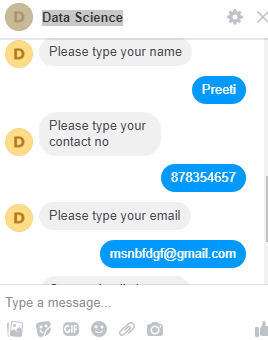 D Data Science
D Please type your name
Preeti
Please type your
D contact no
878354657
D Please type your email
msnbfdgf@gmail.com
Type a message...
GIF